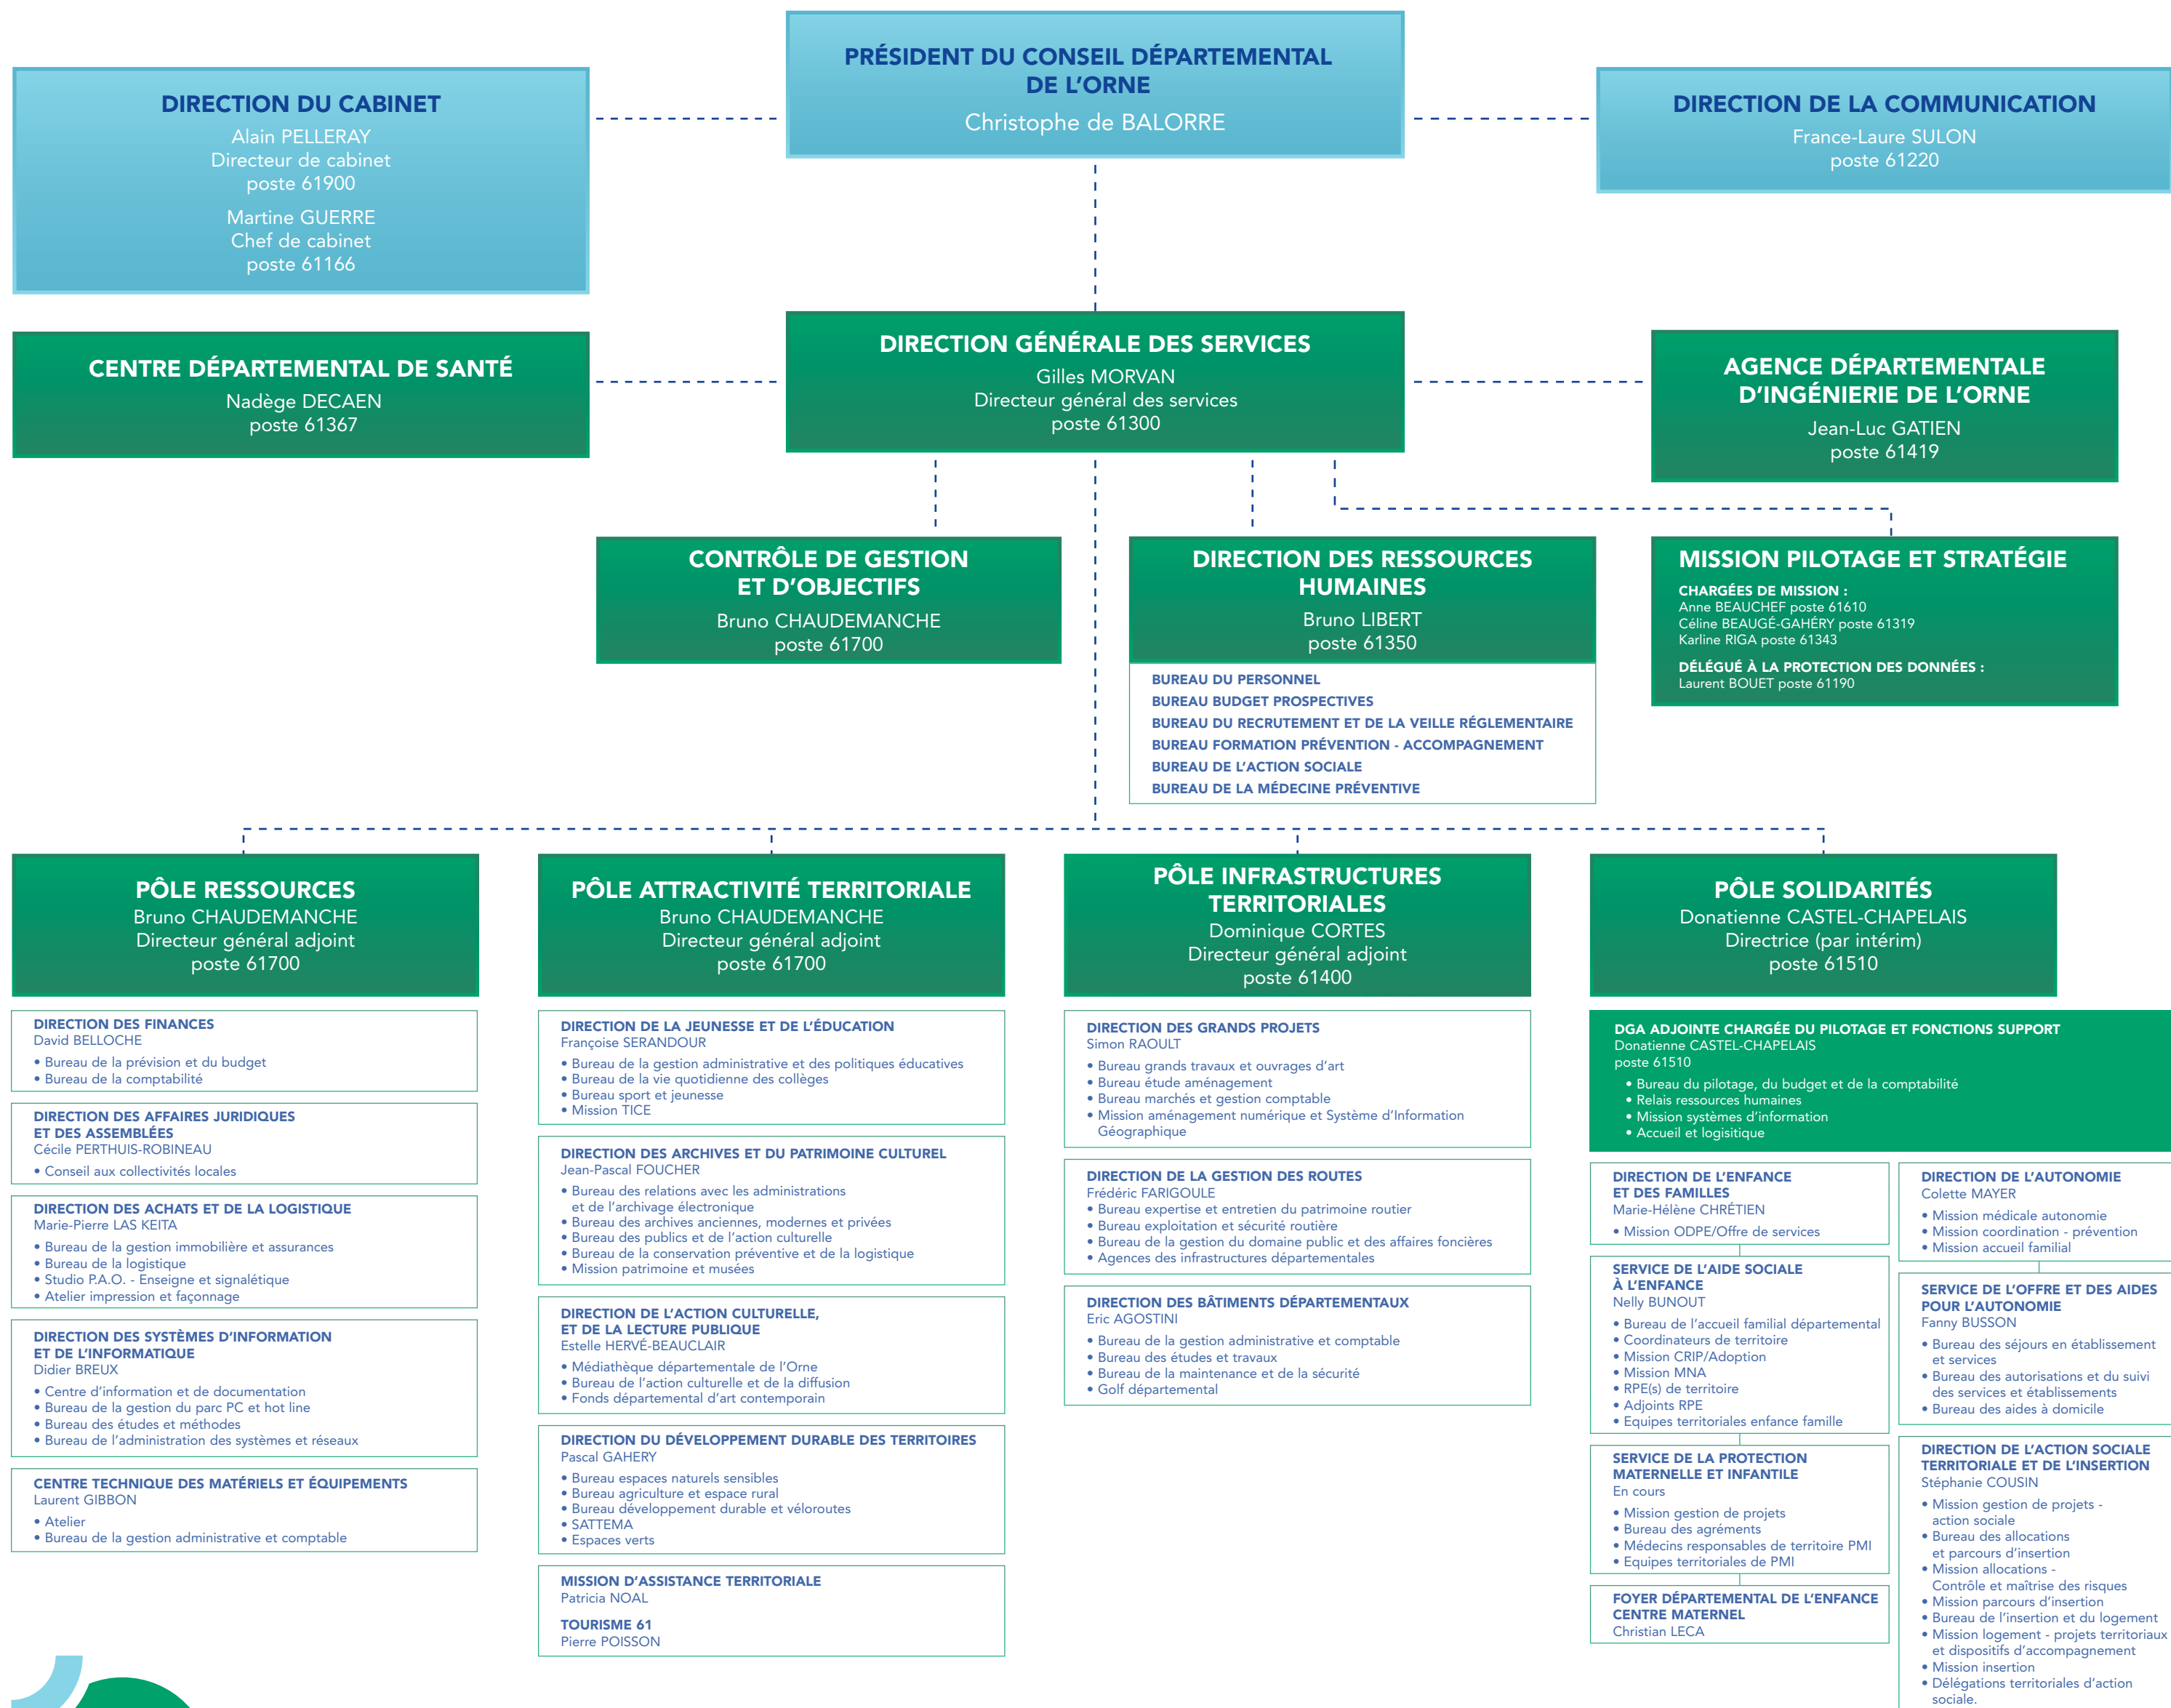 PRÉSIDENT DU CONSEIL DÉPARTEMENTAL
DE L'ORNE
Christophe de BALORRE
DIRECTION DU CABINET
Alain PELLERAY
Directeur de cabinet
poste 61900
Martine GUERRE
Chef de cabinet
poste 61166
DIRECTION DE LA COMMUNICATION
France-Laure SULON
poste 61220
CENTRE DÉPARTEMENTAL DE SANTÉ
Nadège DECAEN
poste 61367
DIRECTION GÉNÉRALE DES SERVICES
Gilles MORVAN
Directeur général des services
poste 61300
AGENCE DÉPARTEMENTALE
D'INGÉNIERIE DE L'ORNE
Jean-Luc GATIEN
poste 61419
CONTRÔLE DE GESTION
ET D'OBJECTIFS
Bruno CHAUDEMANCHE
poste 61700
DIRECTION DES RESSOURCES
HUMAINES
Bruno LIBERT
poste 61350
BUREAU DU PERSONNEL
BUREAU BUDGET PROSPECTIVES
BUREAU DU RECRUTEMENT ET DE LA VEILLE RÉGLEMENTAIRE
BUREAU FORMATION PRÉVENTION - ACCOMPAGNEMENT
BUREAU DE L'ACTION SOCIALE
BUREAU DE LA MÉDECINE PRÉVENTIVE
MISSION PILOTAGE ET STRATÉGIE
CHARGÉES DE MISSION :
Anne BEAUCHEF poste 61610
Céline BEAUGÉ-GAHÉRY poste 61319
Karline RIGA poste 61343
DÉLÉGUÉ À LA PROTECTION DES DONNÉES :
Laurent BOUET poste 61190
PÔLE RESSOURCES
Bruno CHAUDEMANCHE
Directeur général adjoint
poste 61700
DIRECTION DES FINANCES
David BELLOCHE
• Bureau de la prévision et du budget
• Bureau de la comptabilité
DIRECTION DES AFFAIRES JURIDIQUES
ET DES ASSEMBLÉES
Cécile PERTHUIS-ROBINEAU
• Conseil aux collectivités locales
DIRECTION DES ACHATS ET DE LA LOGISTIQUE
Marie-Pierre LAS KEITA
• Bureau de la gestion immobilière et assurances
• Bureau de la logistique
• Studio P.A.O. - Enseigne et signalétique
• Atelier impression et façonnage
DIRECTION DES SYSTÈMES D'INFORMATION
ET DE L'INFORMATIQUE
Didier BREUX
• Centre d'information et de documentation
• Bureau de la gestion du parc PC et hot line
• Bureau des études et méthodes
• Bureau de l'administration des systèmes et réseaux
CENTRE TECHNIQUE DES MATÉRIELS ET ÉQUIPEMENTS
Laurent GIBBON
• Atelier
• Bureau de la gestion administrative et comptable
PÔLE ATTRACTIVITÉ TERRITORIALE
Bruno CHAUDEMANCHE
Directeur général adjoint
poste 61700
DIRECTION DE LA JEUNESSE ET DE L'ÉDUCATION
Françoise SERANDOUR
• Bureau de la gestion administrative et des politiques éducatives
• Bureau de la vie quotidienne des collèges
• Bureau sport et jeunesse
• Mission TICE
DIRECTION DES ARCHIVES ET DU PATRIMOINE CULTUREL
Jean-Pascal FOUCHER
• Bureau des relations avec les administrations
et de l'archivage électronique
• Bureau des archives anciennes, modernes et privées
• Bureau des publics et de l'action culturelle
• Bureau de la conservation préventive et de la logistique
• Mission patrimoine et musées
DIRECTION DE L'ACTION CULTURELLE,
ET DE LA LECTURE PUBLIQUE
Estelle HERVÉ-BEAUCLAIR
• Médiathèque départementale de l'Orne
• Bureau de l'action culturelle et de la diffusion
• Fonds départemental d'art contemporain
DIRECTION DU DÉVELOPPEMENT DURABLE DES TERRITOIRES
Pascal GAHERY
• Bureau espaces naturels sensibles
• Bureau agriculture et espace rural
• Bureau développement durable et véloroutes
• SATTEMA
• Espaces verts
MISSION D'ASSISTANCE TERRITORIALE
Patricia NOAL
TOURISME 61
Pierre POISSON
PÔLE INFRASTRUCTURES
TERRITORIALES
Dominique CORTES
Directeur général adjoint
poste 61400
DIRECTION DES GRANDS PROJETS
Simon RAOULT
• Bureau grands travaux et ouvrages d'art
• Bureau étude aménagement
• Bureau marchés et gestion comptable
• Mission aménagement numérique et Système d'Information
Géographique
DIRECTION DE LA GESTION DES ROUTES
Frédéric FARIGOULE
• Bureau expertise et entretien du patrimoine routier
• Bureau exploitation et sécurité routière
• Bureau de la gestion du domaine public et des affaires foncières
• Agences des infrastructures départementales
DIRECTION DES BÂTIMENTS DÉPARTEMENTAUX
Eric AGOSTINI
• Bureau de la gestion administrative et comptable
• Bureau des études et travaux
• Bureau de la maintenance et de la sécurité
• Golf départemental
PÔLE SOLIDARITÉS
Donatienne CASTEL-CHAPELAIS
Directrice (par intérim)
poste 61510
DGA ADJOINTE CHARGÉE DU PILOTAGE ET FONCTIONS SUPPORT
Donatienne CASTEL-CHAPELAIS
poste 61510
• Bureau du pilotage, du budget et de la comptabilité
• Relais ressources humaines
• Mission systèmes d'information
• Accueil et logisitique
DIRECTION DE L'ENFANCE
ET DES FAMILLES
Marie-Hélène CHRÉTIEN
• Mission ODPE/Offre de services
SERVICE DE L'AIDE SOCIALE
À L'ENFANCE
Nelly BUNOUT
• Bureau de l'accueil familial départemental
• Coordinateurs de territoire
• Mission CRIP/Adoption
• Mission MNA
• RPE(s) de territoire
• Adjoints RPE
• Equipes territoriales enfance famille
SERVICE DE LA PROTECTION
MATERNELLE ET INFANTILE
En cours
• Mission gestion de projets
• Bureau des agréments
• Médecins responsables de territoire PMI
• Equipes territoriales de PMI
FOYER DÉPARTEMENTAL DE L'ENFANCE
CENTRE MATERNEL
Christian LECA
DIRECTION DE L'AUTONOMIE
Colette MAYER
• Mission médicale autonomie
• Mission coordination - prévention
• Mission accueil familial
SERVICE DE L'OFFRE ET DES AIDES
POUR L'AUTONOMIE
Fanny BUSSON
• Bureau des séjours en établissement
et services
• Bureau des autorisations et du suivi
des services et établissements
• Bureau des aides à domicile
DIRECTION DE L'ACTION SOCIALE
TERRITORIALE ET DE L'INSERTION
Stéphanie COUSIN
• Mission gestion de projets -
action sociale
• Bureau des allocations
et parcours d'insertion
• Mission allocations -
Contrôle et maîtrise des risques
• Mission parcours d'insertion
• Bureau de l'insertion et du logement
• Mission logement - projets territoriaux
et dispositifs d'accompagnement
• Mission insertion
• Délégations territoriales d'action
sociale.